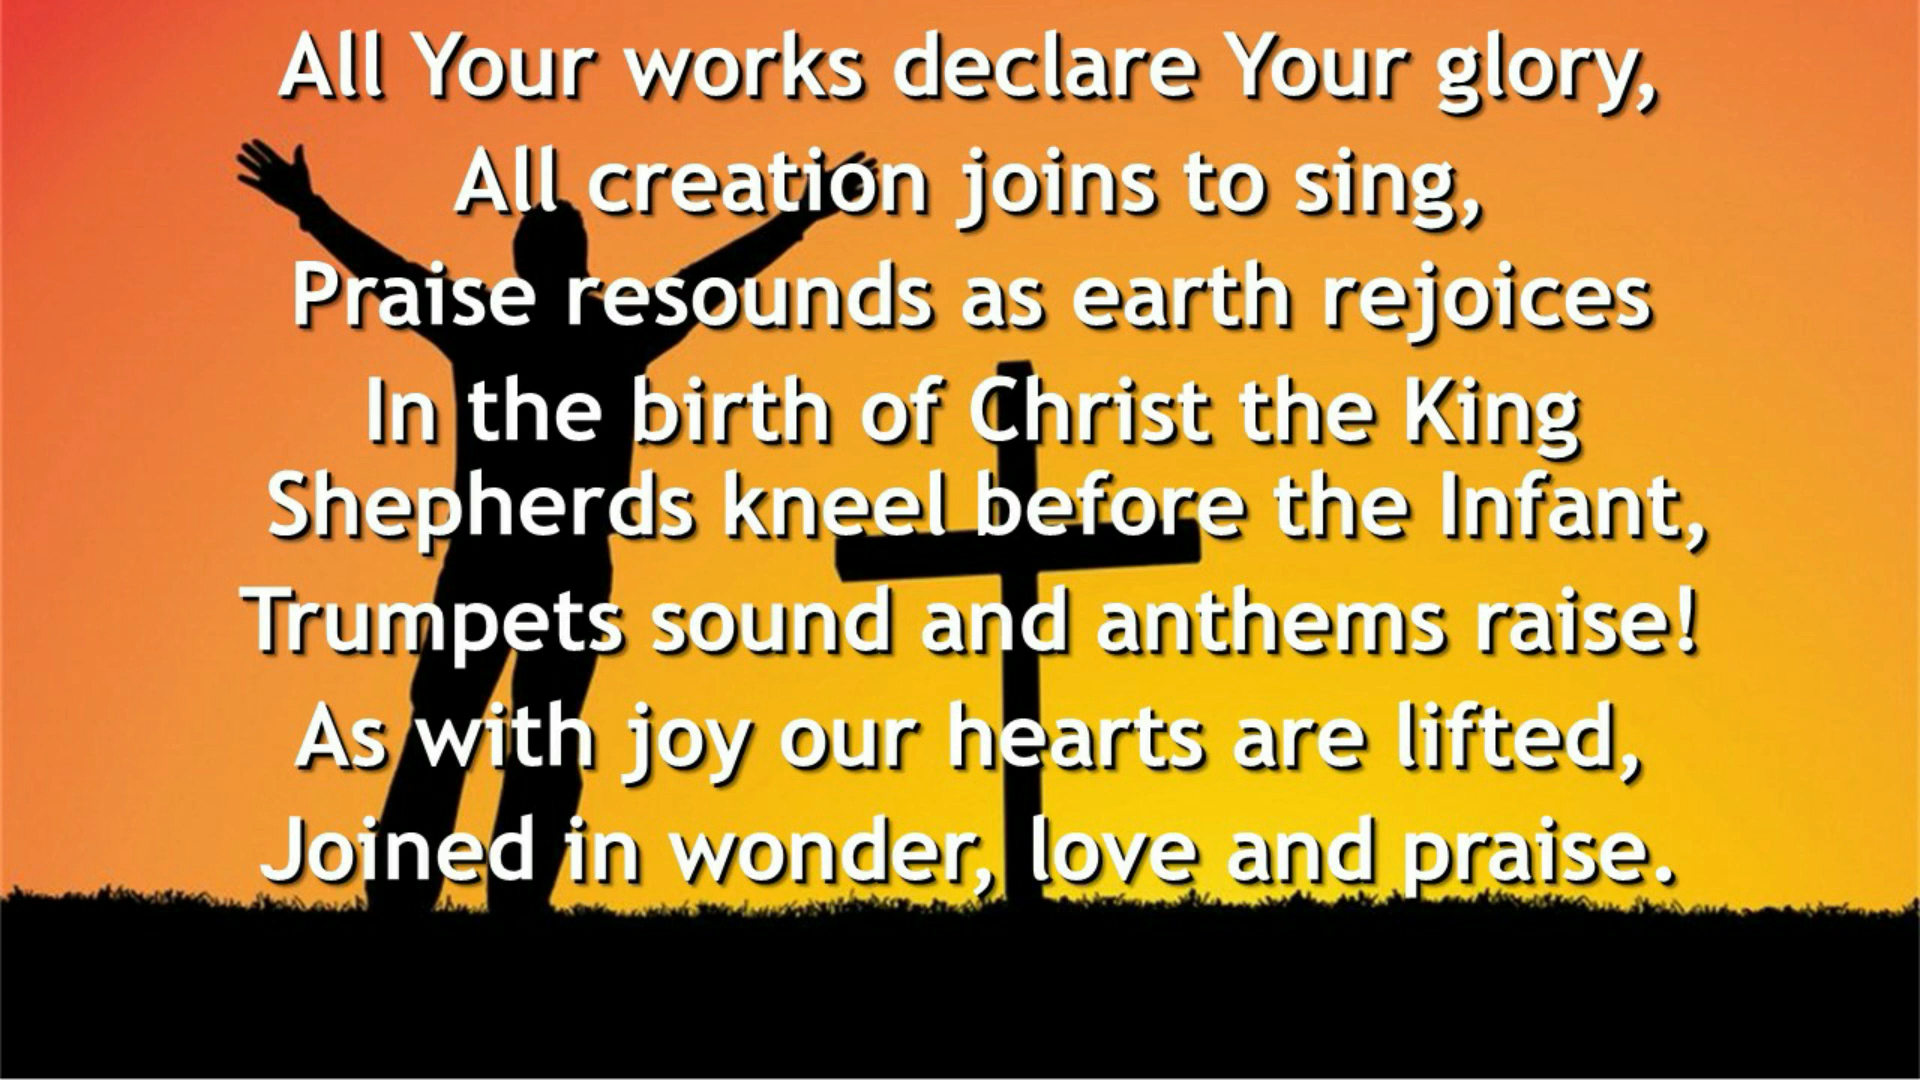 All Your works declare Your glory,
All creation joins to sing,
Praise resounds as earth rejoices
In the birth of Christ the King
Shepherds kneel before the Infant,
Trumpets sound and anthems raise!
As with joy our hearts are lifted,
Joined in wonder, love and praise.